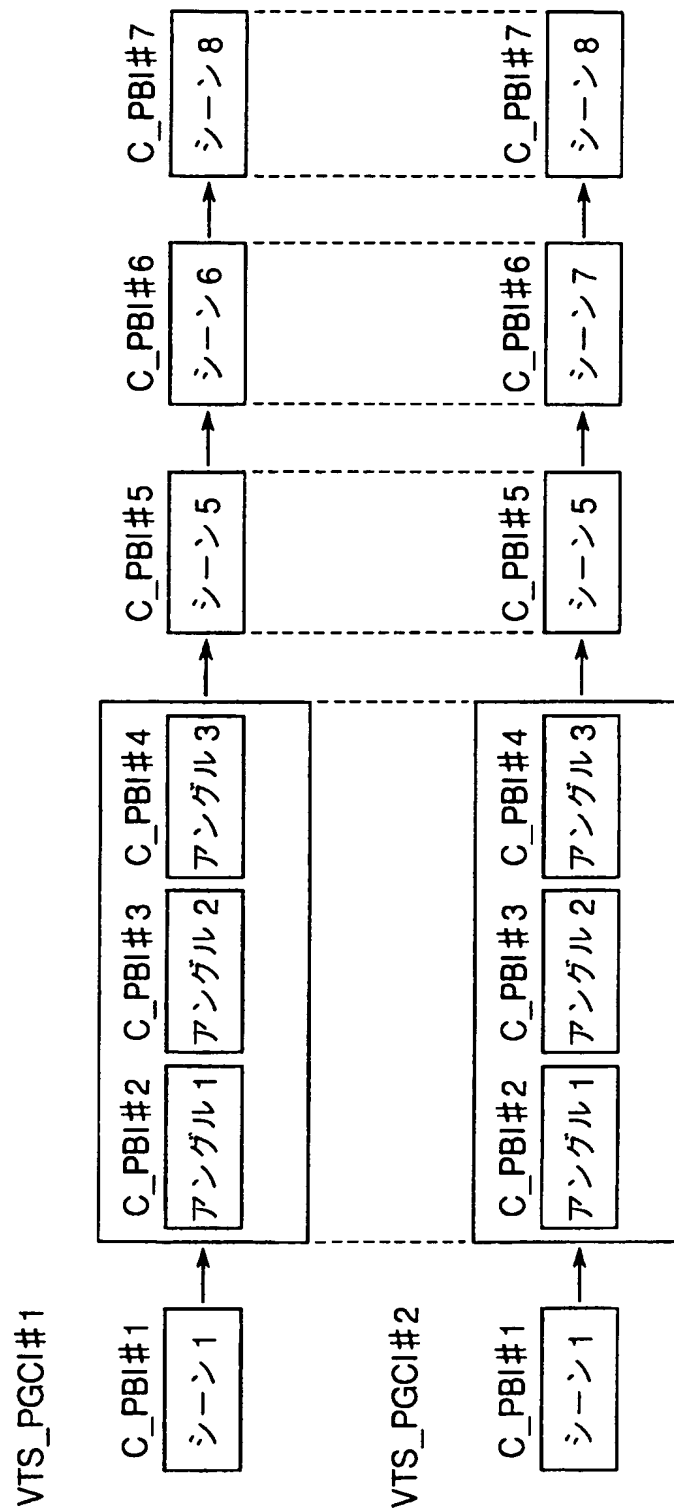 VTS_PGCI#1
C_PBI#1
シーン1
C_PBI#2
アングル1
C_PBI#3
アングル2
C_PBI#4
アングル3
C_PBI#5
シーン5
C_PBI#6
シーン6
C_PBI#7
シーン8
VTS_PGCI#2
C_PBI#1
シーン1
C_PBI#2
アングル1
C_PBI#3
アングル2
C_PBI#4
アングル3
C_PBI#5
シーン5
C_PBI#6
シーン7
C_PBI#7
シーン8